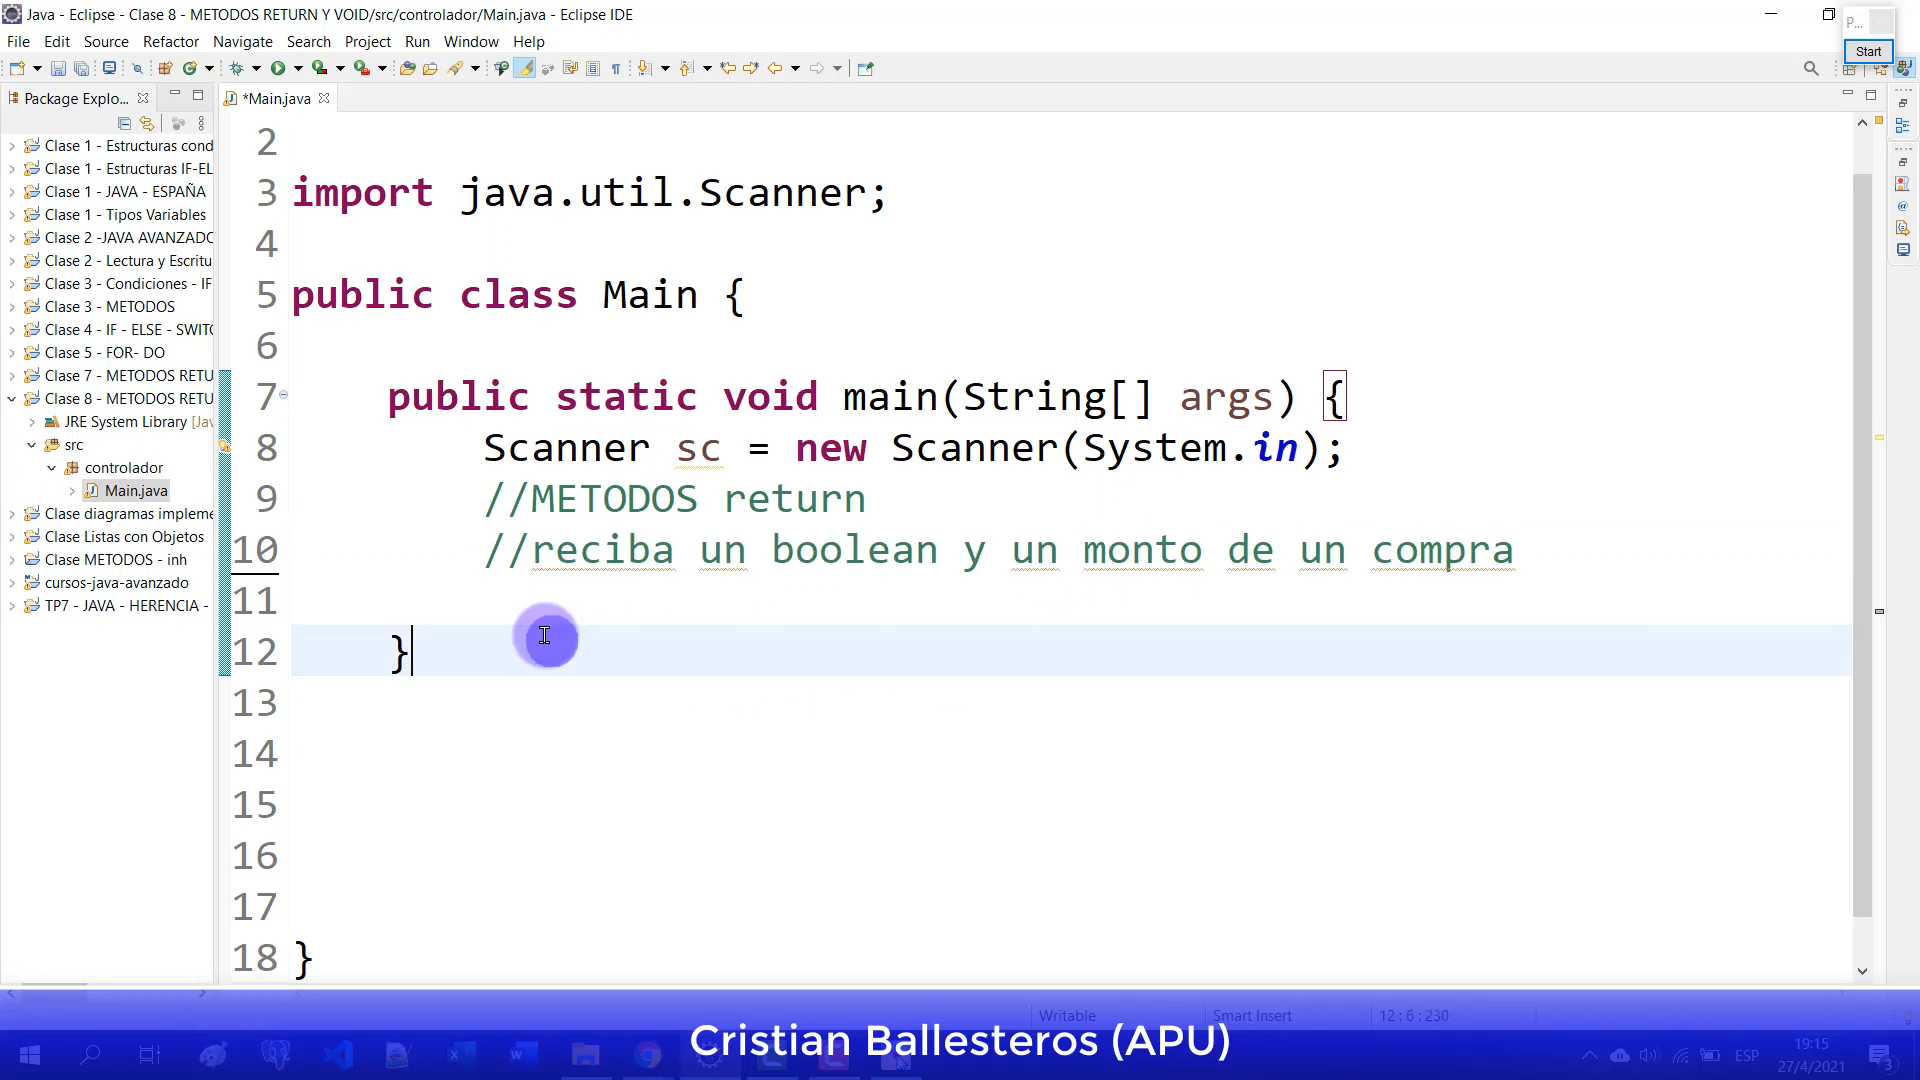 Java - Eclipse - Clase 8 - METODOS RETURN Y VOID/src/controlador/Main.java - Eclipse IDE
P...
File Edit Source Refactor Navigate Search Project Run Window Help
Start
Package Explo...
*Main.java
Clase 1 - Estructuras cond
Clase 1 - Estructuras IF-EL
Clase 1 - JAVA - ESPAÑA
Clase 1 - Tipos Variables
Clase 2 -JAVA AVANZADO
Clase 2 - Lectura y Escritu
Clase 3 - Condiciones - IF
Clase 3 - METODOS
Clase 4 - IF - ELSE - SWITC
Clase 5 - FOR- DO
Clase 7 - METODOS RETU
Clase 8 - METODOS RETU
JRE System Library [Jav
src
controlador
Main.java
Clase diagramas impleme
Clase Listas con Objetos
Clase METODOS - inh
cursos-java-avanzado
TP7 - JAVA - HERENCIA -
2
3 import java.util.Scanner;
4
5 public class Main {
6
7 public static void main(String[] args) {
8 Scanner sc = new Scanner(System.in);
9 //METODOS return
10 //reciba un boolean y un monto de un compra
11
12 }
13
14
15
16
17
18 }
Writable Smart Insert 12 : 6 : 230
Cristian Ballesteros (APU)
ESP
19:15
27/4/2021
3